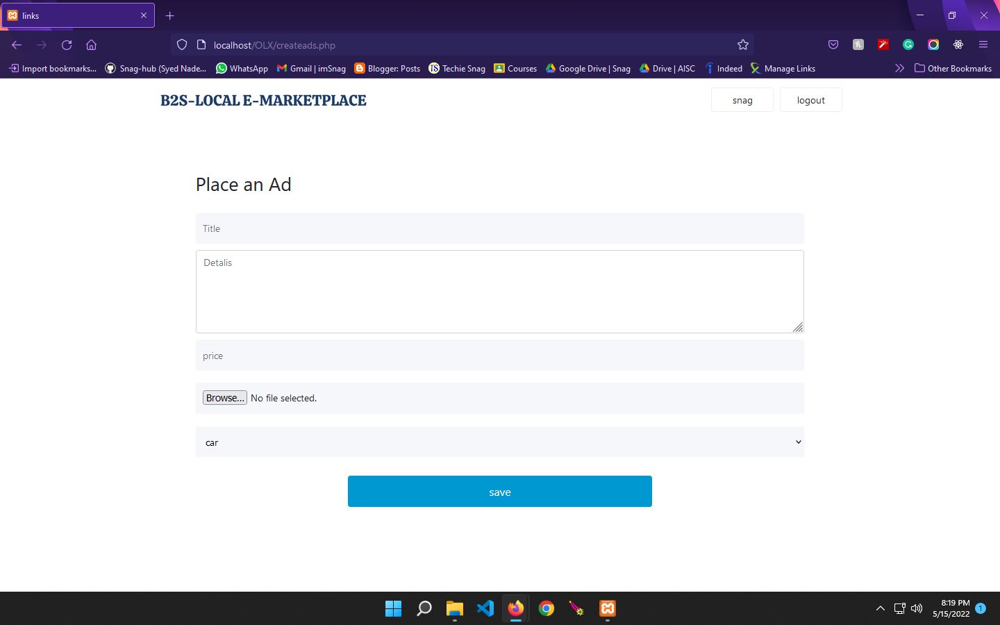 links
localhost/OLX/createads.php
Import bookmarks... Snag-hub (Syed Nade... WhatsApp Gmail | imSnag Blogger: Posts TS Techie Snag Courses Google Drive | Snag Drive | AISC Indeed Manage Links Other Bookmarks
B2S-LOCAL E-MARKETPLACE
snag logout
Place an Ad
Title
Detalis
price
Browse... No file selected.
car
save
8:19 PM
5/15/2022
1